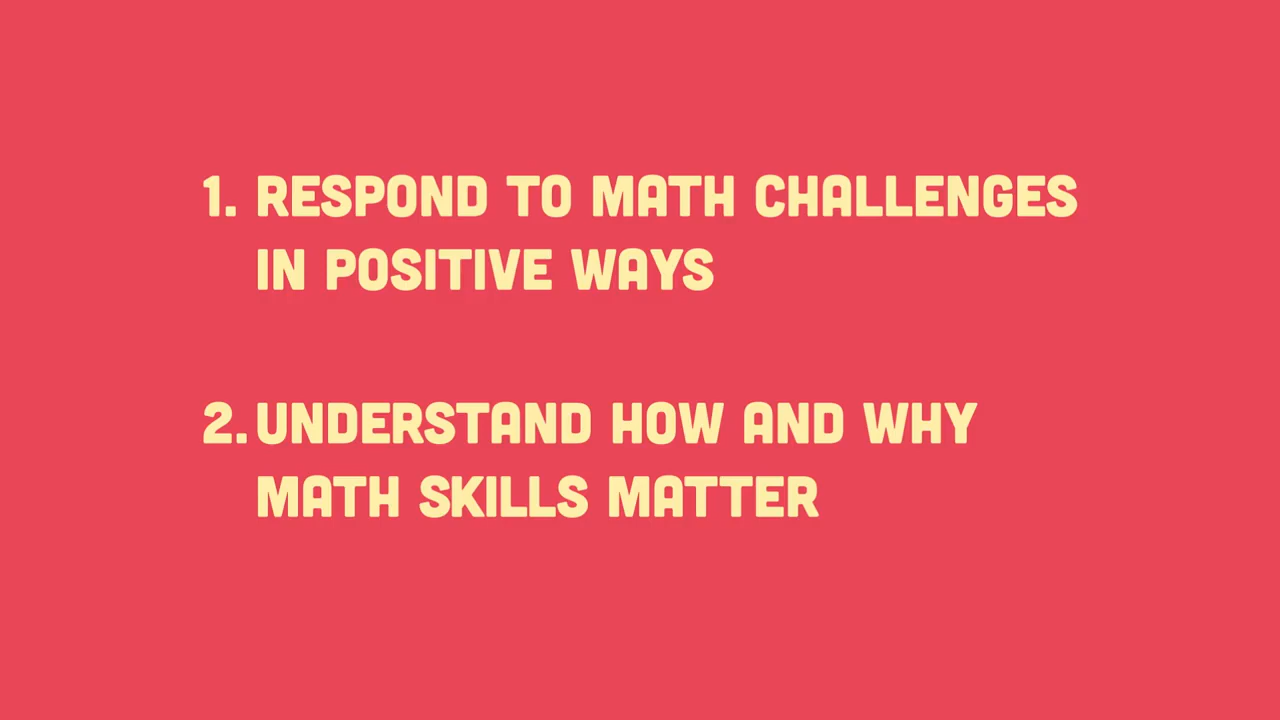 1. RESPOND TO MATH CHALLENGES
IN POSITIVE WAYS
2. UNDERSTAND HOW AND WHY
MATH SKILLS MATTER